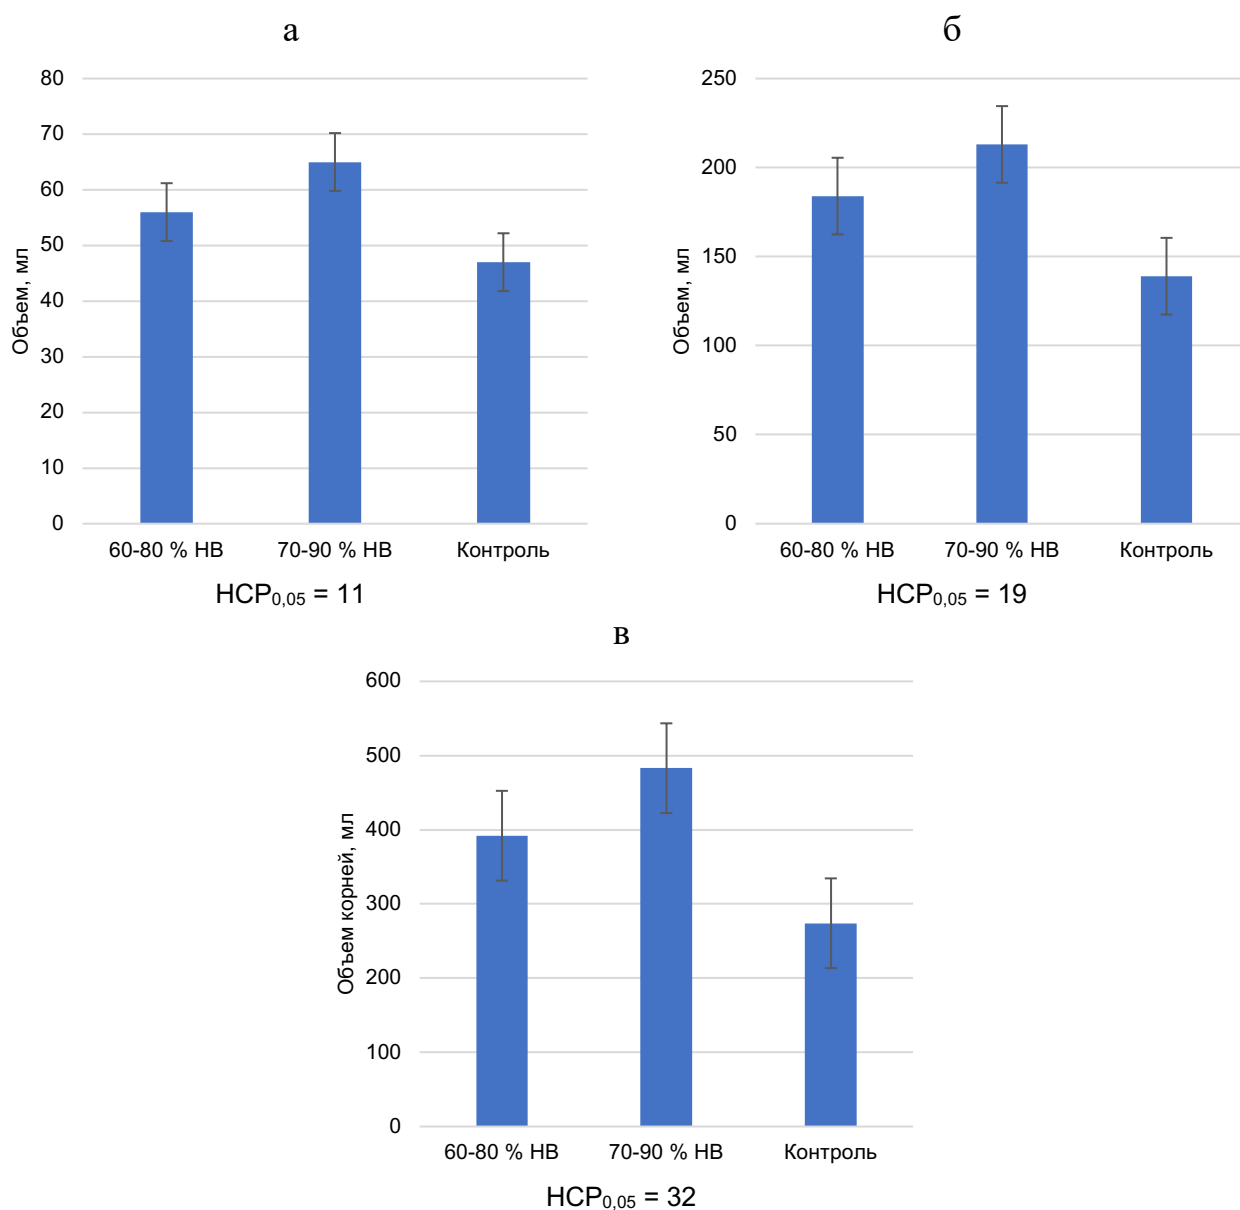 а
Объем, мл
80
70
60
50
40
30
20
10
0
60-80 % НВ 70-90 % НВ Контроль
НСР0,05 = 11
б
Объем, мл
250
200
150
100
50
0
60-80 % НВ 70-90 % НВ Контроль
НСР0,05 = 19
в
Объем корней, мл
600
500
400
300
200
100
0
60-80 % НВ 70-90 % НВ Контроль
НСР0,05 = 32